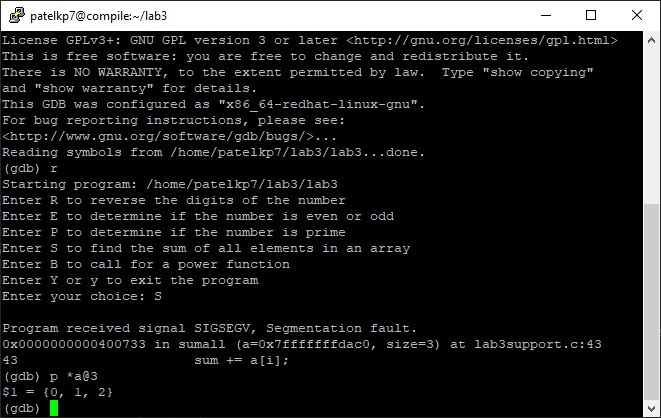 patelkp7@compile:~/lab3
License GPLv3+: GNU GPL version 3 or later <http://gnu.org/licenses/gpl.html>
This is free software: you are free to change and redistribute it.
There is NO WARRANTY, to the extent permitted by law.  Type "show copying"
and "show warranty" for details.
This GDB was configured as "x86_64-redhat-linux-gnu".
For bug reporting instructions, please see:
<http://www.gnu.org/software/gdb/bugs/>...
Reading symbols from /home/patelkp7/lab3/lab3...done.
(gdb) r
Starting program: /home/patelkp7/lab3/lab3
Enter R to reverse the digits of the number
Enter E to determine if the number is even or odd
Enter P to determine if the number is prime
Enter S to find the sum of all elements in an array
Enter B to call for a power function
Enter Y or y to exit the program
Enter your choice: S
Program received signal SIGSEGV, Segmentation fault.
0x0000000000400733 in sumall (a=0x7fffffffdac0, size=3) at lab3support.c:43
43                      sum += a[i];
(gdb) p *a@3
$1 = {0, 1, 2}
(gdb)